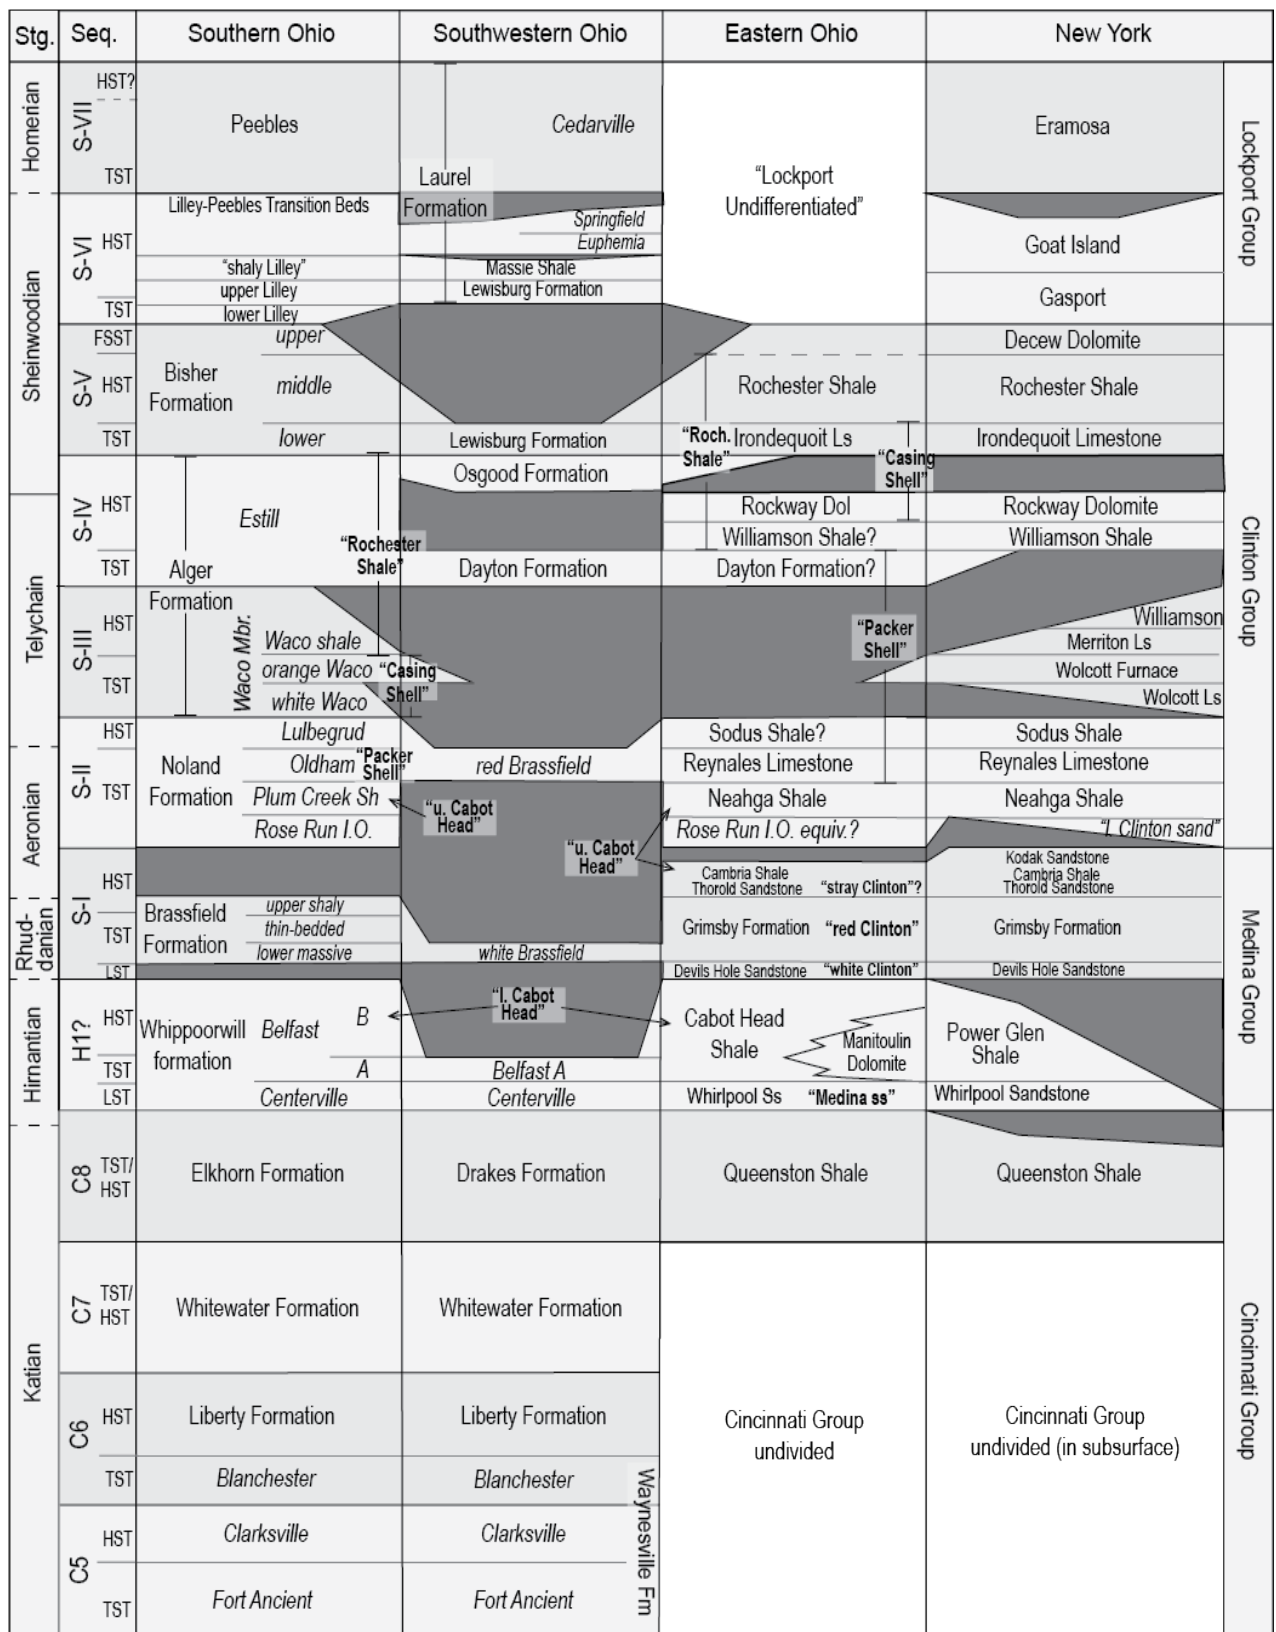 Stg.
Seq.
Southern Ohio
Southwestern Ohio
Eastern Ohio
New York
Homerian
Sheinwoodian
Telychain
Aeronian
Rhud-
danian
Hirnantian
Katian
S-VII
HST?
TST
S-VI
HST
TST
S-V
FSST
HST
TST
S-IV
HST
TST
S-III
HST
TST
S-II
HST
TST
S-I
HST
TST
LST
H1?
HST
TST
LST
C8
TST/
HST
C7
TST/
HST
C6
HST
TST
C5
HST
TST
Peebles
Lilley-Peebles Transition Beds
"shaly Lilley"
upper Lilley
lower Lilley
Bisher
Formation
upper
middle
lower
Estill
"Rochester
Shale"
Alger
Formation
Waco Mbr.
Waco shale
orange Waco
white Waco
"Casing
Shell"
Noland
Formation
Lulbegrud
Oldham
"Packer
Shell"
Plum Creek Sh
Rose Run I.O.
Brassfield
Formation
upper shaly
thin-bedded
lower massive
Whippoorwill
formation
Belfast
B
A
Centerville
Elkhorn Formation
Whitewater Formation
Liberty Formation
Blanchester
Clarksville
Fort Ancient
Cedarville
Laurel
Formation
Springfield
Euphemia
Massie Shale
Lewisburg Formation
Lewisburg Formation
Osgood Formation
Dayton Formation
red Brassfield
"u. Cabot
Head"
white Brassfield
"l. Cabot
Head"
Belfast A
Centerville
Drakes Formation
Whitewater Formation
Liberty Formation
Blanchester
Clarksville
Fort Ancient
Waynesville Fm
"Lockport
Undifferentiated"
Rochester Shale
"Roch.
Shale"
Irondequoit Ls
"Casing
Shell"
Rockway Dol
Williamson Shale?
Dayton Formation?
"Packer
Shell"
Sodus Shale?
Reynales Limestone
Neahga Shale
Rose Run I.O. equiv.?
"u. Cabot
Head"
Cambria Shale
Thorold Sandstone
"stray Clinton"?
Grimsby Formation
"red Clinton"
Devils Hole Sandstone
"white Clinton"
Cabot Head
Shale
Manitoulin
Dolomite
Whirlpool Ss
"Medina ss"
Queenston Shale
Cincinnati Group
undivided
Eramosa
Goat Island
Gasport
Decew Dolomite
Rochester Shale
Irondequoit Limestone
Rockway Dolomite
Williamson Shale
Williamson
Merriton Ls
Wolcott Furnace
Wolcott Ls
Sodus Shale
Reynales Limestone
Neahga Shale
"l. Clinton sand"
Kodak Sandstone
Cambria Shale
Thorold Sandstone
Grimsby Formation
Devils Hole Sandstone
Power Glen
Shale
Whirlpool Sandstone
Queenston Shale
Cincinnati Group
undivided (in subsurface)
Lockport Group
Clinton Group
Medina Group
Cincinnati Group